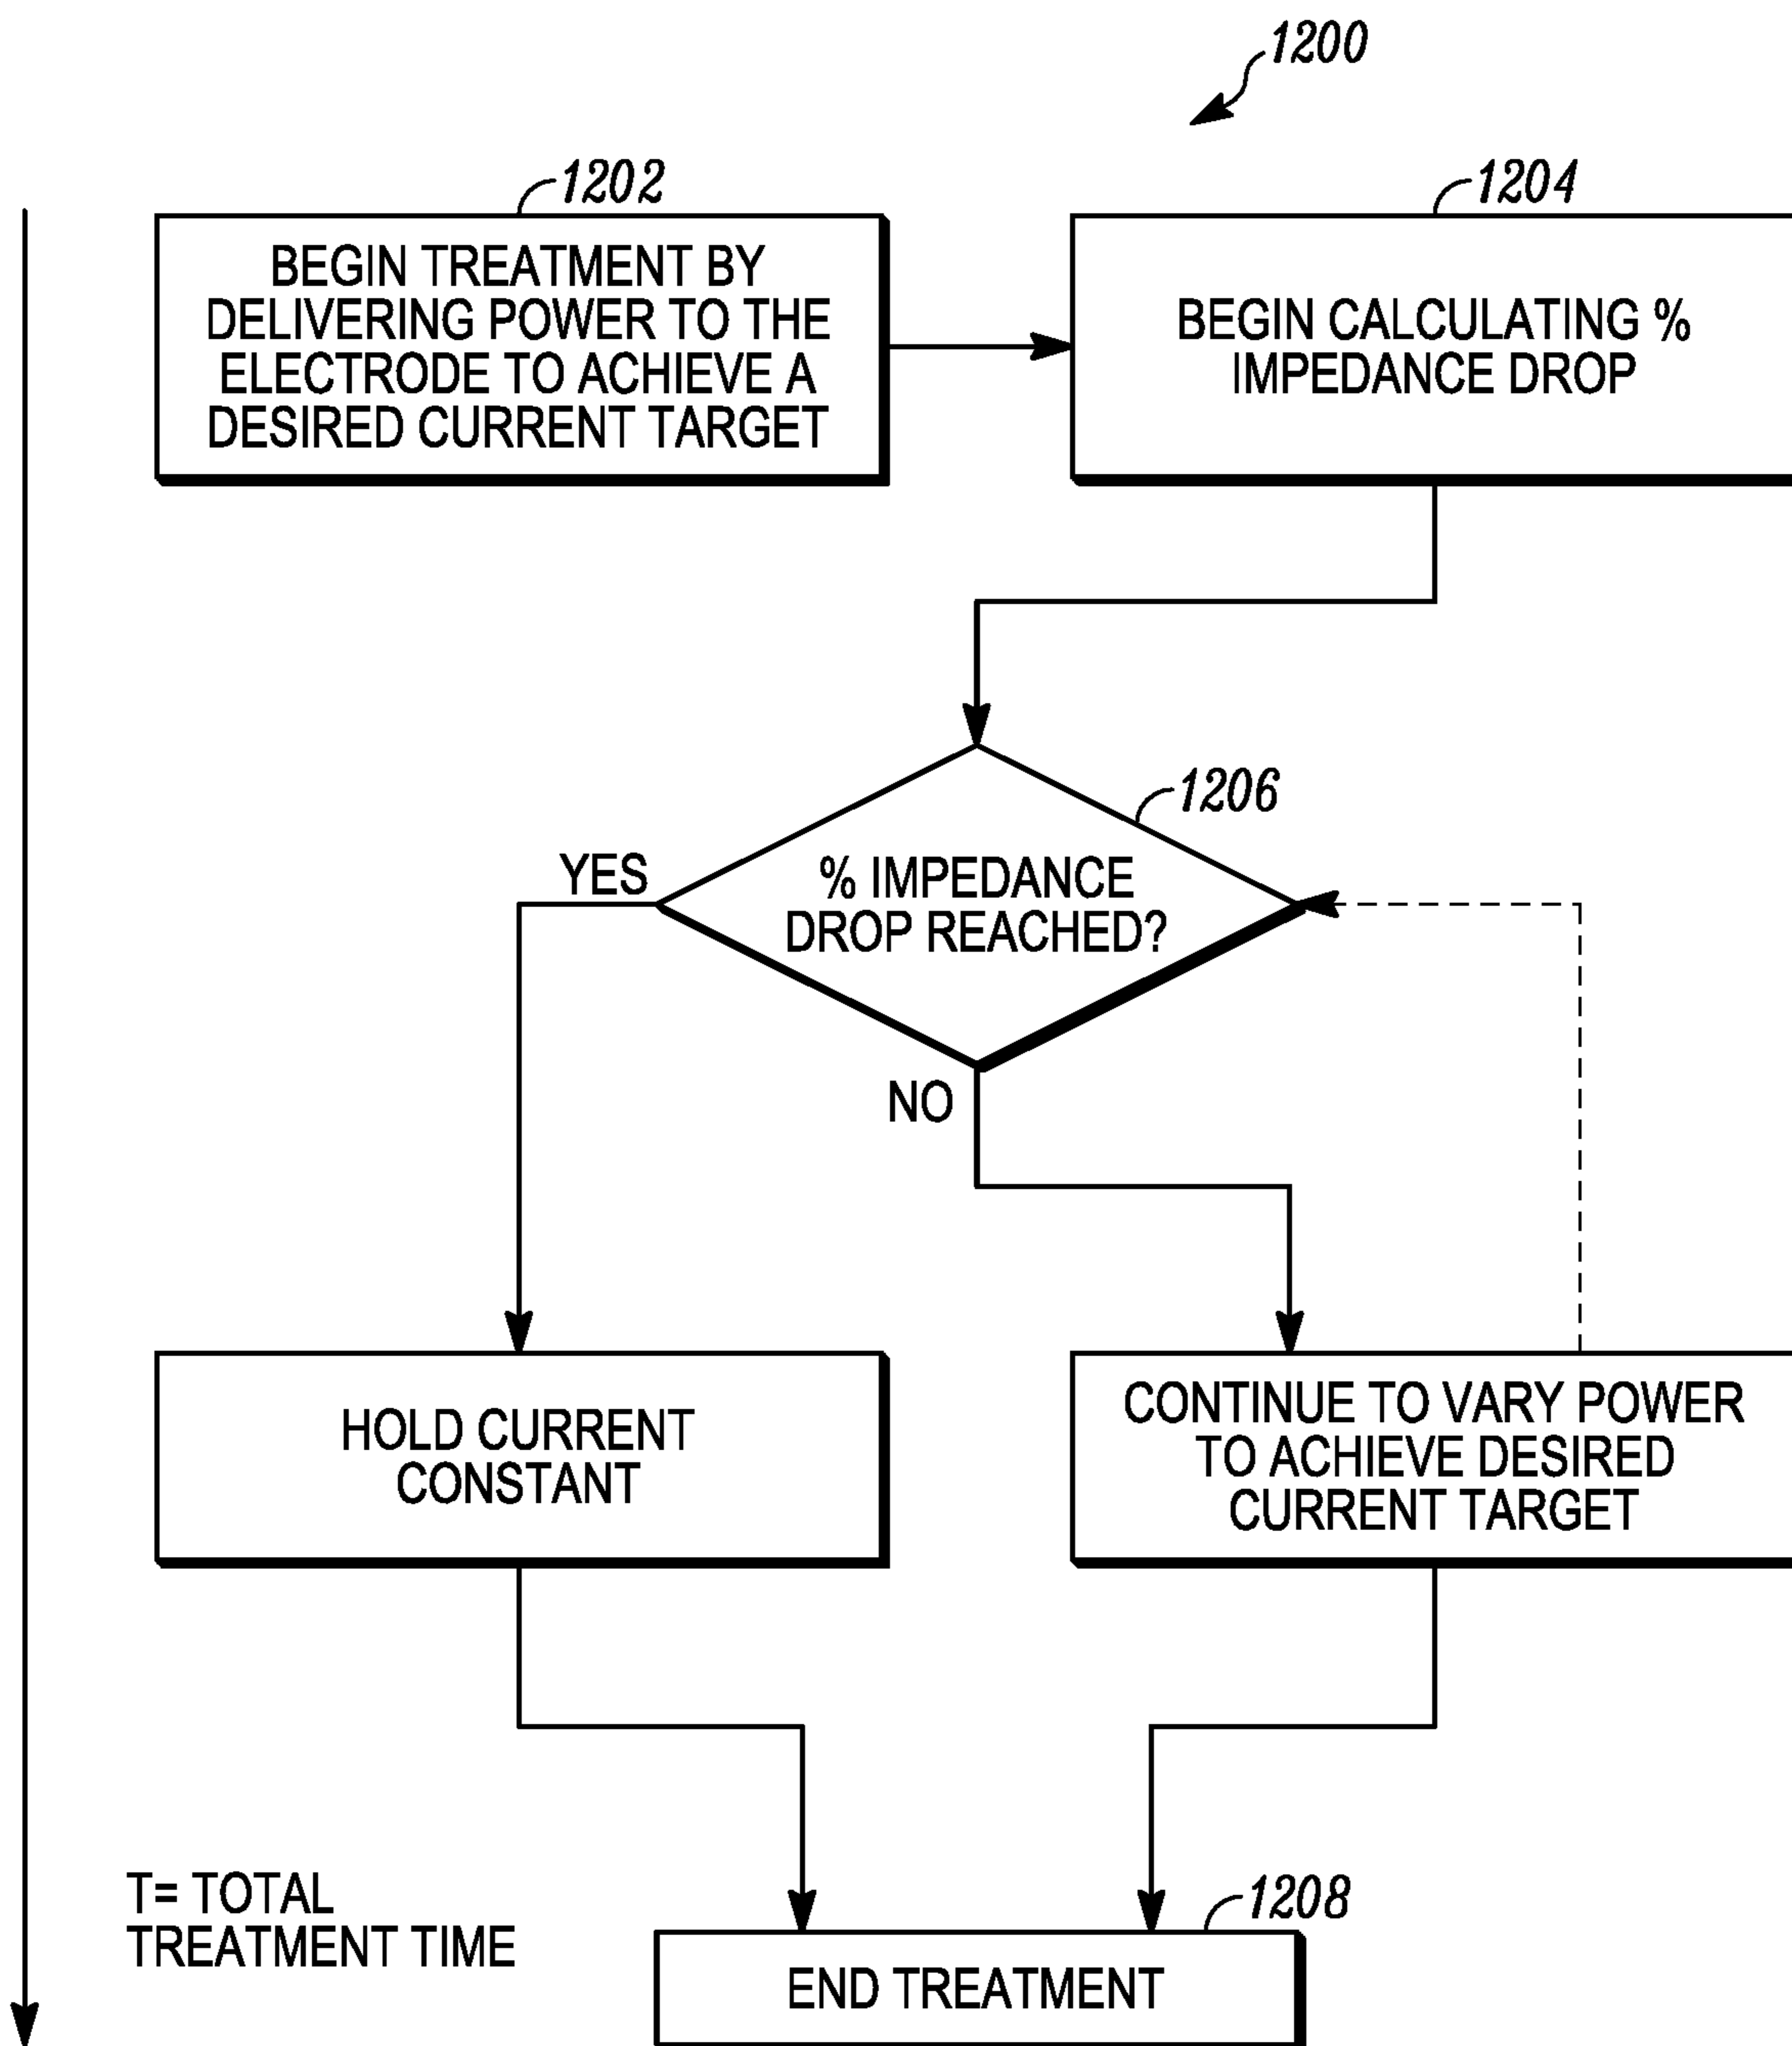 1200
1202
BEGIN TREATMENT BY
DELIVERING POWER TO THE
ELECTRODE TO ACHIEVE A
DESIRED CURRENT TARGET
1204
BEGIN CALCULATING %
IMPEDANCE DROP
1206
% IMPEDANCE
DROP REACHED?
YES
NO
HOLD CURRENT
CONSTANT
CONTINUE TO VARY POWER
TO ACHIEVE DESIRED
CURRENT TARGET
T= TOTAL
TREATMENT TIME
1208
END TREATMENT